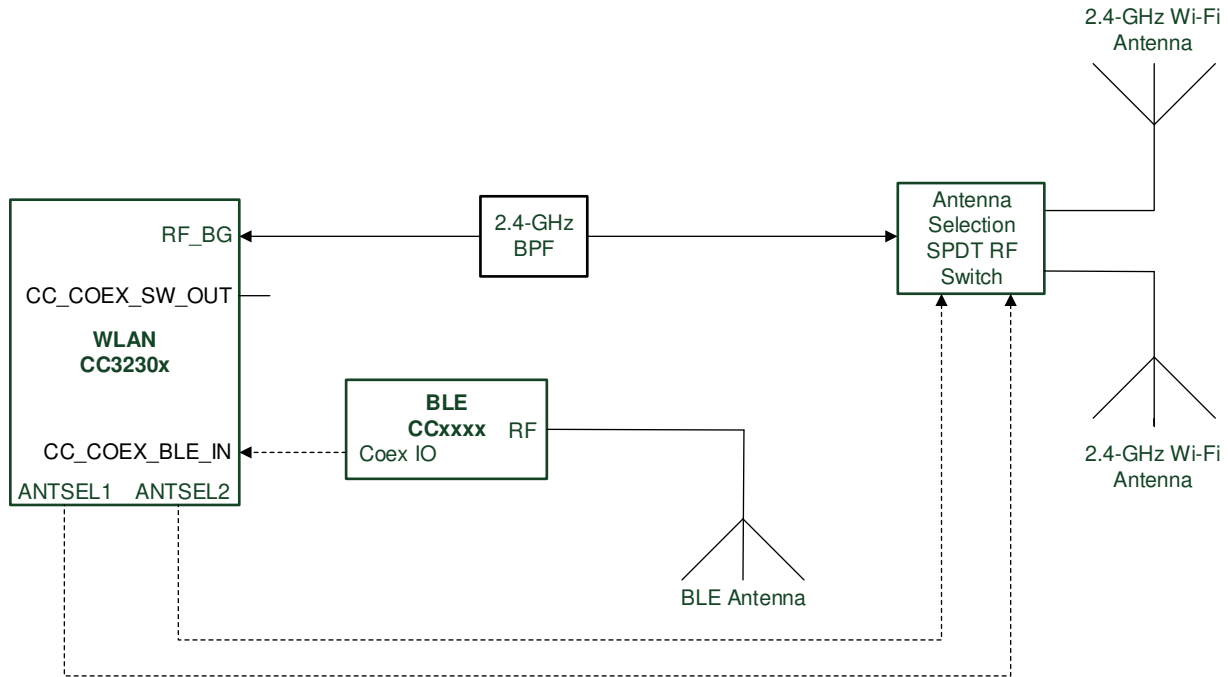 2.4-GHz Wi-Fi
Antenna
Antenna
Selection
SPDT RF
Switch
2.4-GHz
BPF
RF_BG
CC_COEX_SW_OUT
WLAN
CC3230x
BLE
CCxxxx
RF
Coex IO
CC_COEX_BLE_IN
ANTSEL1 ANTSEL2
2.4-GHz Wi-Fi
Antenna
BLE Antenna